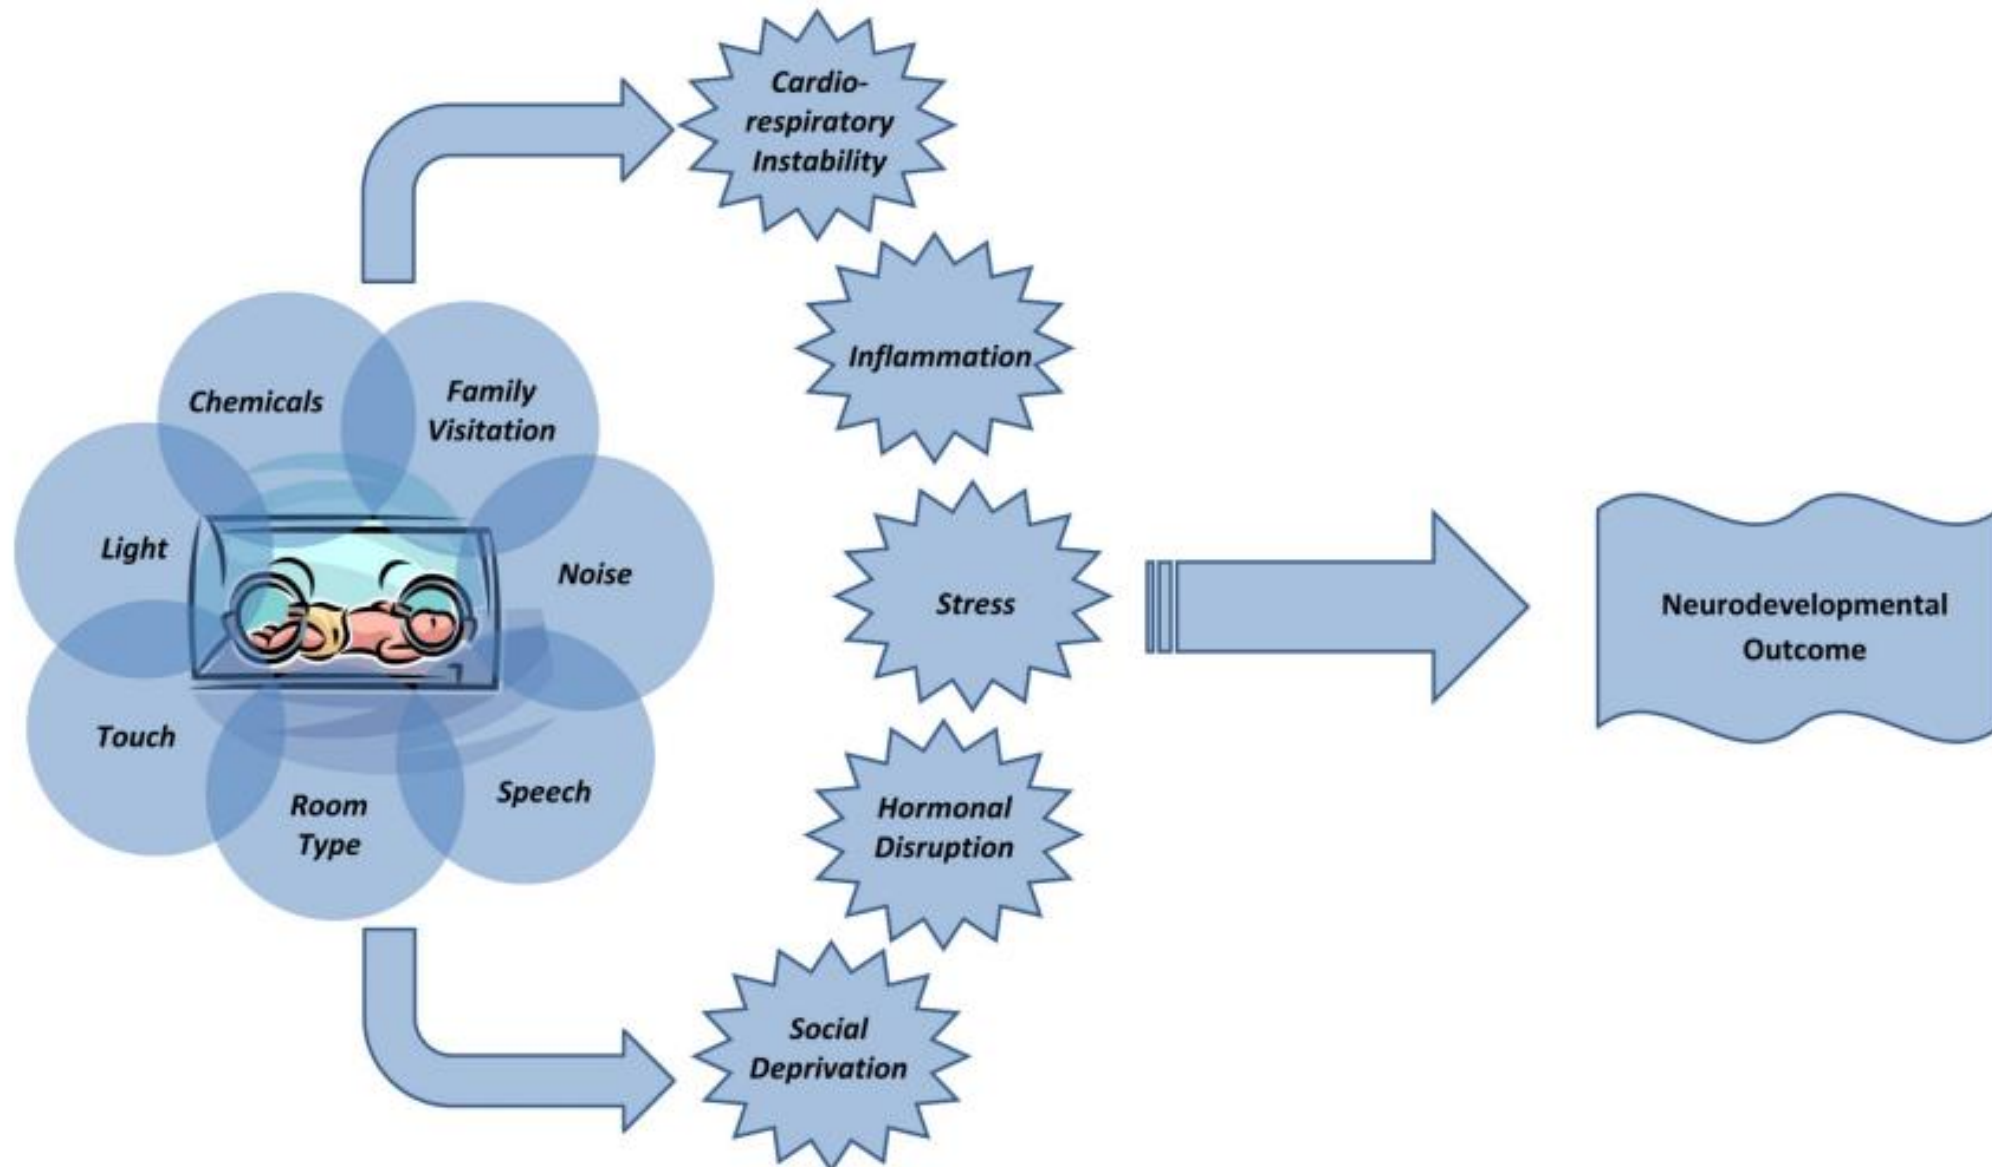 Cardio-
respiratory
Instability
Inflammation
Chemicals
Family
Visitation
Light
Noise
Stress
Neurodevelopmental
Outcome
Touch
Room
Type
Speech
Hormonal
Disruption
Social
Deprivation